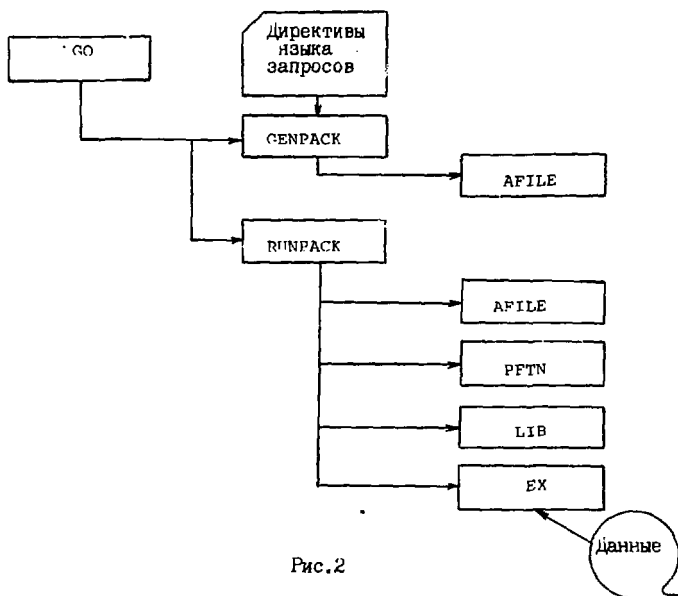 GO
Директивы
языка
запросов
GENPACK
AFILE
RUNPACK
AFILE
PFTN
LIB
EX
Данные
Рис.2